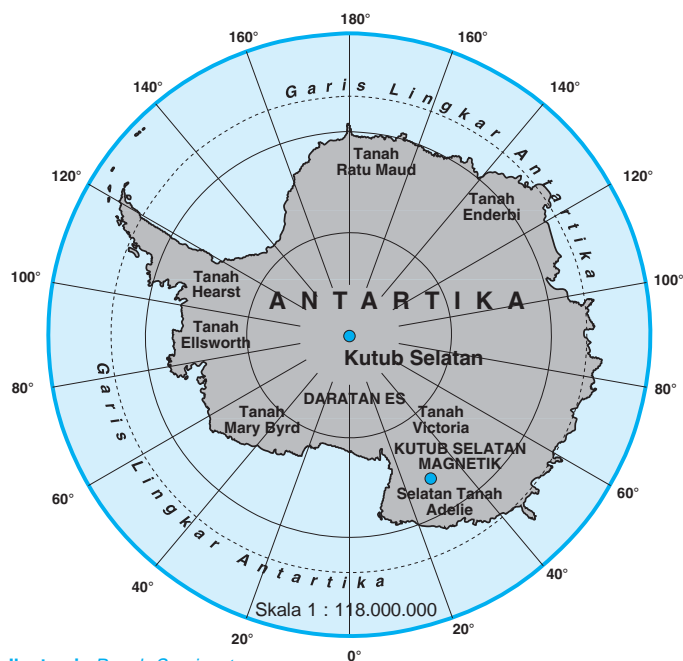 180°
160°
160°
140°
140°
120°
120°
100°
100°
80°
80°
60°
60°
40°
40°
20°
20°
0°
Garis Lingkar Antartika
Tanah
Ratu Maud
Tanah
Enderbi
Tanah
Hearst
ANTARTIKA
Tanah
Ellsworth
Kutub Selatan
DARATAN ES
Tanah
Mary Byrd
Tanah
Victoria
KUTUB SELATAN
MAGNETIK
Selatan Tanah
Adelie
Garis Lingkar Antartika
Skala 1 : 118.000.000